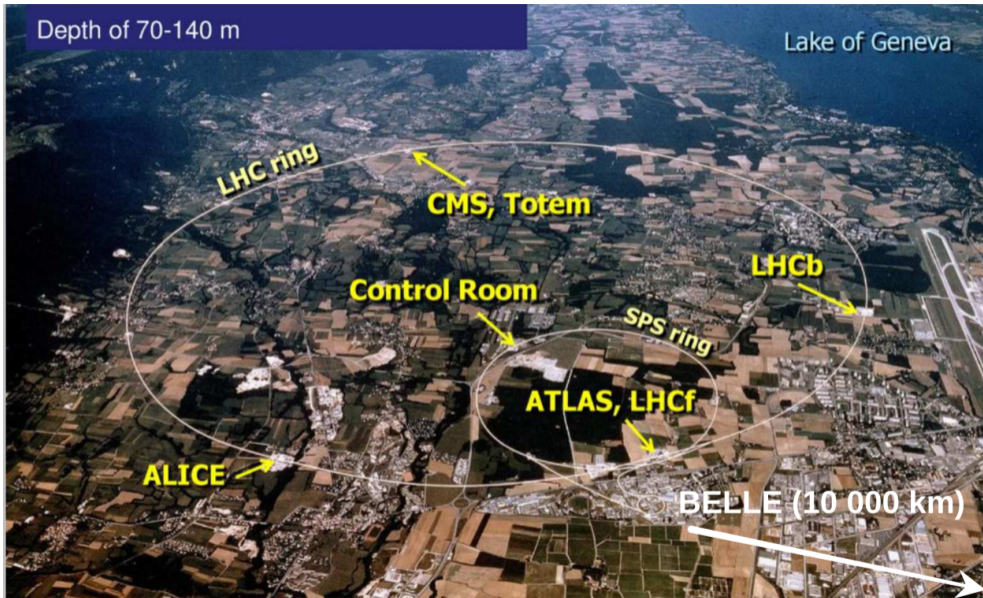 Depth of 70-140 m
Lake of Geneva
LHC ring
CMS, Totem
LHCb
Control Room
SPS ring
ATLAS, LHCf
ALICE
BELLE (10 000 km)